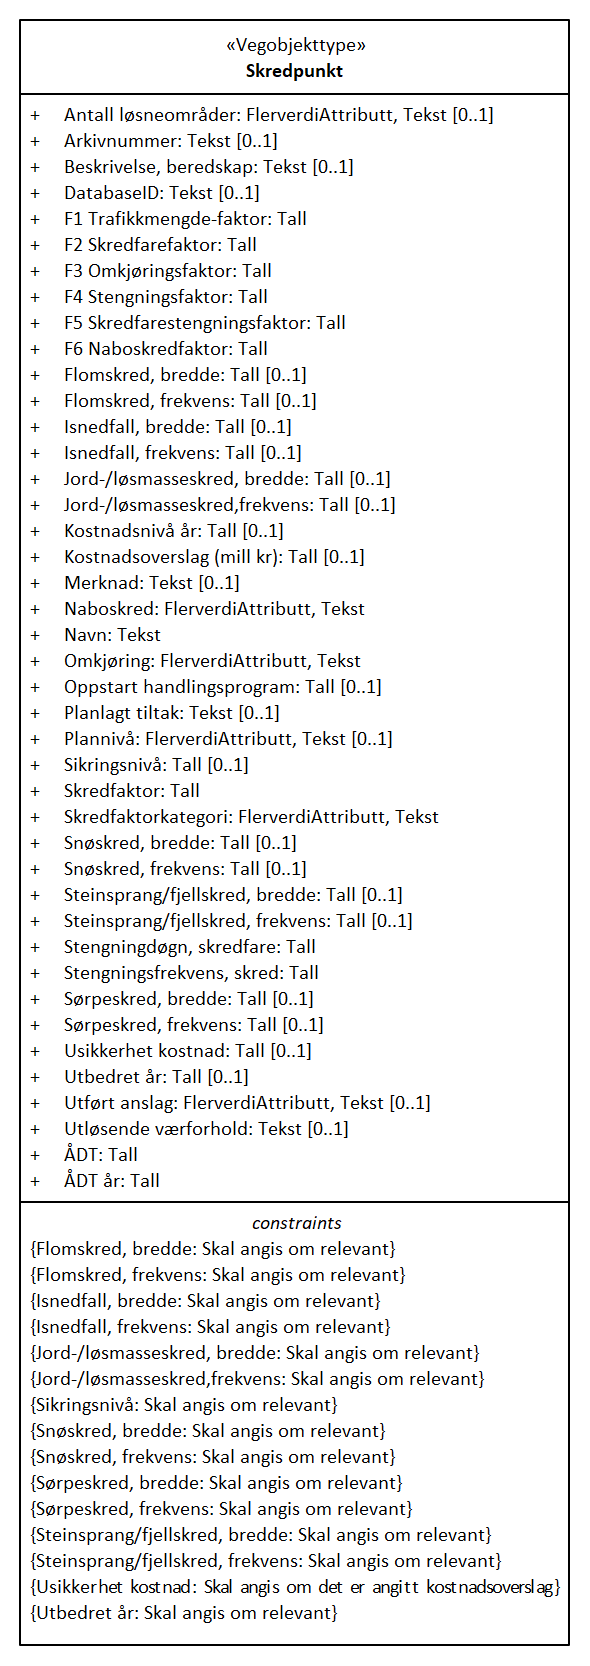 «Vegobjekttype»
Skredpunkt
+ Antall løsneområder: FlerverdiAttributt, Tekst [0..1]
+ Arkivnummer: Tekst [0..1]
+ Beskrivelse, beredskap: Tekst [0..1]
+ DatabaseID: Tekst [0..1]
+ F1 Trafikkmengde-faktor: Tall
+ F2 Skredfarefaktor: Tall
+ F3 Omkjøringsfaktor: Tall
+ F4 Stengningsfaktor: Tall
+ F5 Skredfarestengningsfaktor: Tall
+ F6 Naboskredfaktor: Tall
+ Flomskred, bredde: Tall [0..1]
+ Flomskred, frekvens: Tall [0..1]
+ Isnedfall, bredde: Tall [0..1]
+ Isnedfall, frekvens: Tall [0..1]
+ Jord-/løsmasseskred, bredde: Tall [0..1]
+ Jord-/løsmasseskred,frekvens: Tall [0..1]
+ Kostnadsnivå år: Tall [0..1]
+ Kostnadsoverslag (mill kr): Tall [0..1]
+ Merknad: Tekst [0..1]
+ Naboskred: FlerverdiAttributt, Tekst
+ Navn: Tekst
+ Omkjøring: FlerverdiAttributt, Tekst
+ Oppstart handlingsprogram: Tall [0..1]
+ Planlagt tiltak: Tekst [0..1]
+ Plannivå: FlerverdiAttributt, Tekst [0..1]
+ Sikringsnivå: Tall [0..1]
+ Skredfaktor: Tall
+ Skredfaktorkategori: FlerverdiAttributt, Tekst
+ Snøskred, bredde: Tall [0..1]
+ Snøskred, frekvens: Tall [0..1]
+ Steinsprang/fjellskred, bredde: Tall [0..1]
+ Steinsprang/fjellskred, frekvens: Tall [0..1]
+ Stengningdøgn, skredfare: Tall
+ Stengningsfrekvens, skred: Tall
+ Sørpeskred, bredde: Tall [0..1]
+ Sørpeskred, frekvens: Tall [0..1]
+ Usikkerhet kostnad: Tall [0..1]
+ Utbedret år: Tall [0..1]
+ Utført anslag: FlerverdiAttributt, Tekst [0..1]
+ Utløsende værforhold: Tekst [0..1]
+ ÅDT: Tall
+ ÅDT år: Tall
constraints
{Flomskred, bredde: Skal angis om relevant}
{Flomskred, frekvens: Skal angis om relevant}
{Isnedfall, bredde: Skal angis om relevant}
{Isnedfall, frekvens: Skal angis om relevant}
{Jord-/løsmasseskred, bredde: Skal angis om relevant}
{Jord-/løsmasseskred,frekvens: Skal angis om relevant}
{Sikringsnivå: Skal angis om relevant}
{Snøskred, bredde: Skal angis om relevant}
{Snøskred, frekvens: Skal angis om relevant}
{Sørpeskred, bredde: Skal angis om relevant}
{Sørpeskred, frekvens: Skal angis om relevant}
{Steinsprang/fjellskred, bredde: Skal angis om relevant}
{Steinsprang/fjellskred, frekvens: Skal angis om relevant}
{Usikkerhet kostnad: Skal angis om det er angitt kostnadsoverslag}
{Utbedret år: Skal angis om relevant}